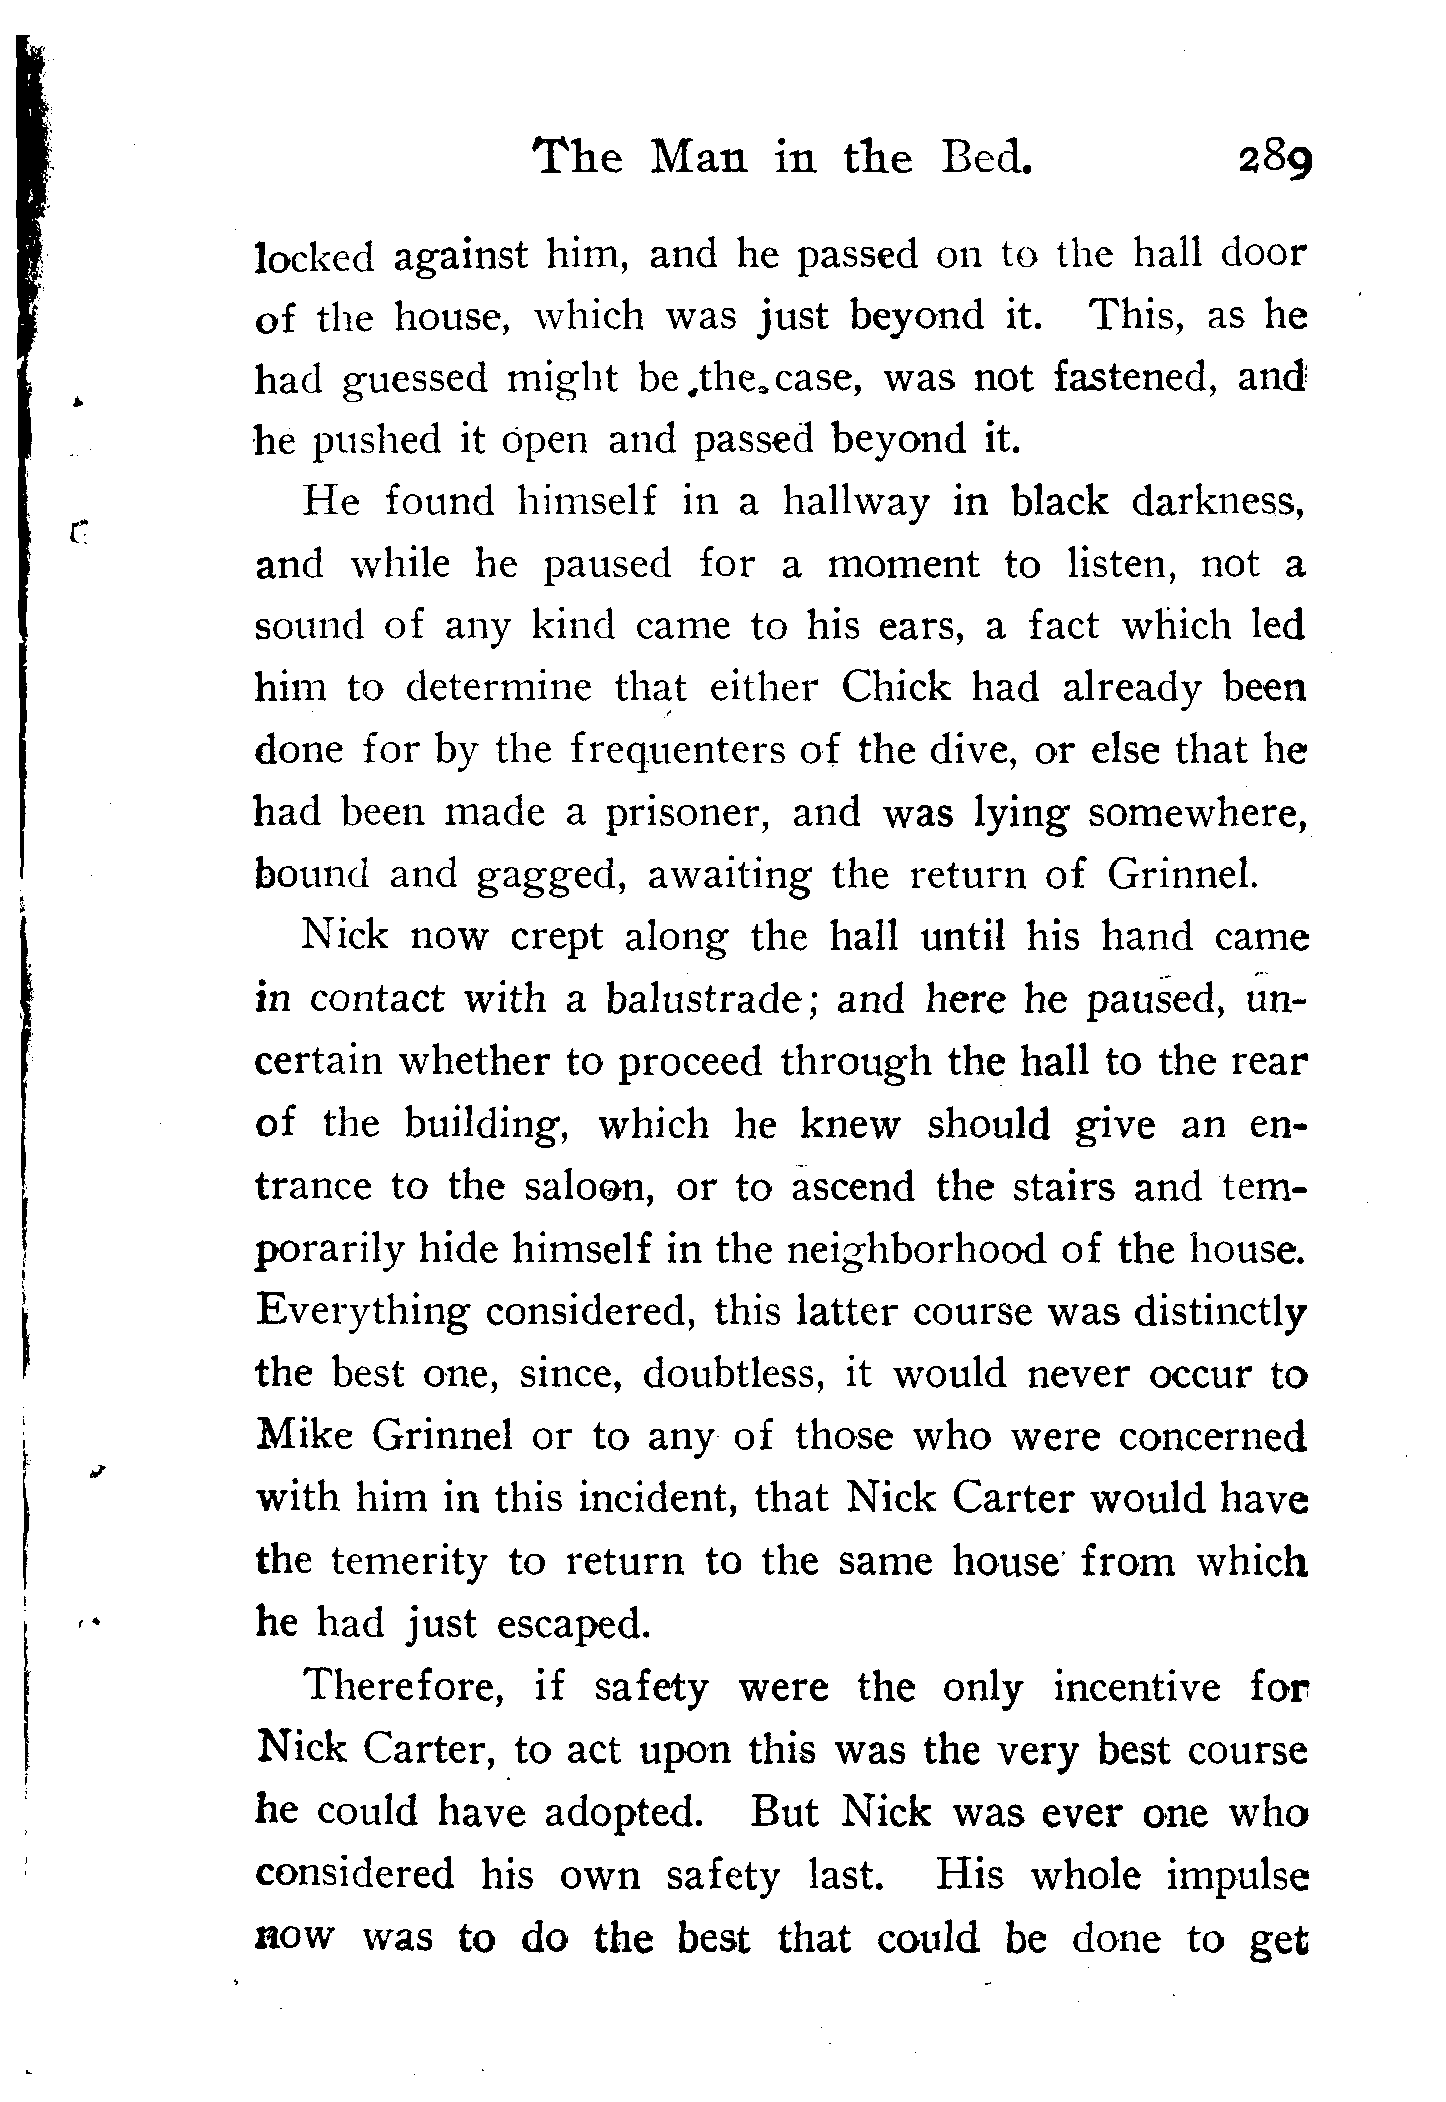 The Man in the Bed. 289
locked against him, and he passed on to the hall door
of the house, which was just beyond it. This, as he
had guessed might be the case, was not fastened, and
he pushed it open and passed beyond it.
He found himself in a hallway in black darkness,
and while he paused for a moment to listen, not a
sound of any kind came to his ears, a fact which led
him to determine that either Chick had already been
done for by the frequenters of the dive, or else that he
had been made a prisoner, and was lying somewhere,
bound and gagged, awaiting the return of Grinnel.
Nick now crept along the hall until his hand came
in contact with a balustrade; and here he paused, un-
certain whether to proceed through the hall to the rear
of the building, which he knew should give an en-
trance to the saloon, or to ascend the stairs and tem-
porarily hide himself in the neighborhood of the house.
Everything considered, this latter course was distinctly
the best one, since, doubtless, it would never occur to
Mike Grinnel or to any of those who were concerned
with him in this incident, that Nick Carter would have
the temerity to return to the same house from which
he had just escaped.
Therefore, if safety were the only incentive for
Nick Carter, to act upon this was the very best course
he could have adopted. But Nick was ever one who
considered his own safety last. His whole impulse
now was to do the best that could be done to get